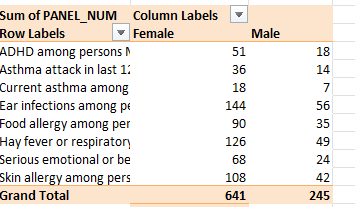 Sum of PANEL_NUM Column Labels
Row Labels Female Male
ADHD among persons 51 18
Asthma attack in last 12 36 14
Current asthma among 18 7
Ear infections among pe 144 56
Food allergy among per 90 35
Hay fever or respiratory 126 49
Serious emotional or be 68 24
Skin allergy among pers 108 42
Grand Total 641 245